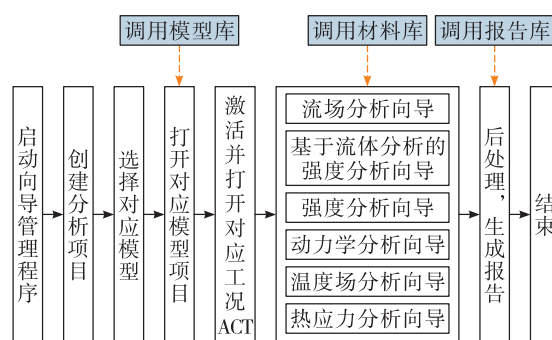 调用模型库
调用材料库
调用报告库
启动向导管理程序
创建分析项目
选择对应模型
打开对应模型项目
激活并打开对应工况
ACT
流场分析向导
基于流体分析的
强度分析向导
强度分析向导
动力学分析向导
温度场分析向导
热应力分析向导
后处理，生成报告
结束